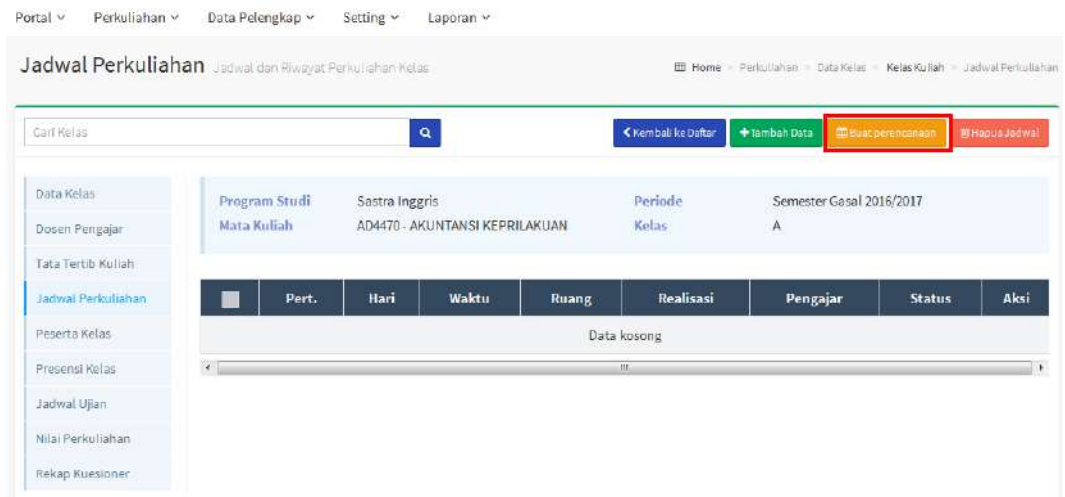 Portal Perkuliahan Data Pelengkap Setting Laporan
Jadwal Perkuliahan Jadwal dan Riwayat Perkuliahan Kelas Home Perkuliahan Data Kelas Kelas Kuliah Jadwal Perkuliahan
Cari Kelas Kembali ke Daftar Tambah Data Buat perencanaan Hapus Jadwal
Data Kelas
Dosen Pengajar
Tata Tertib Kuliah
Jadwal Perkuliahan
Peserta Kelas
Presensi Kelas
Jadwal Ujian
Nilai Perkuliahan
Rekap Kuesioner
Program Studi Sastra Inggris Periode Semester Gasal 2016/2017
Mata Kuliah AD4470 - AKUNTANSI KEPRILAKUAN Kelas A
Pert. Hari Waktu Ruang Realisasi Pengajar Status Aksi
Data kosong